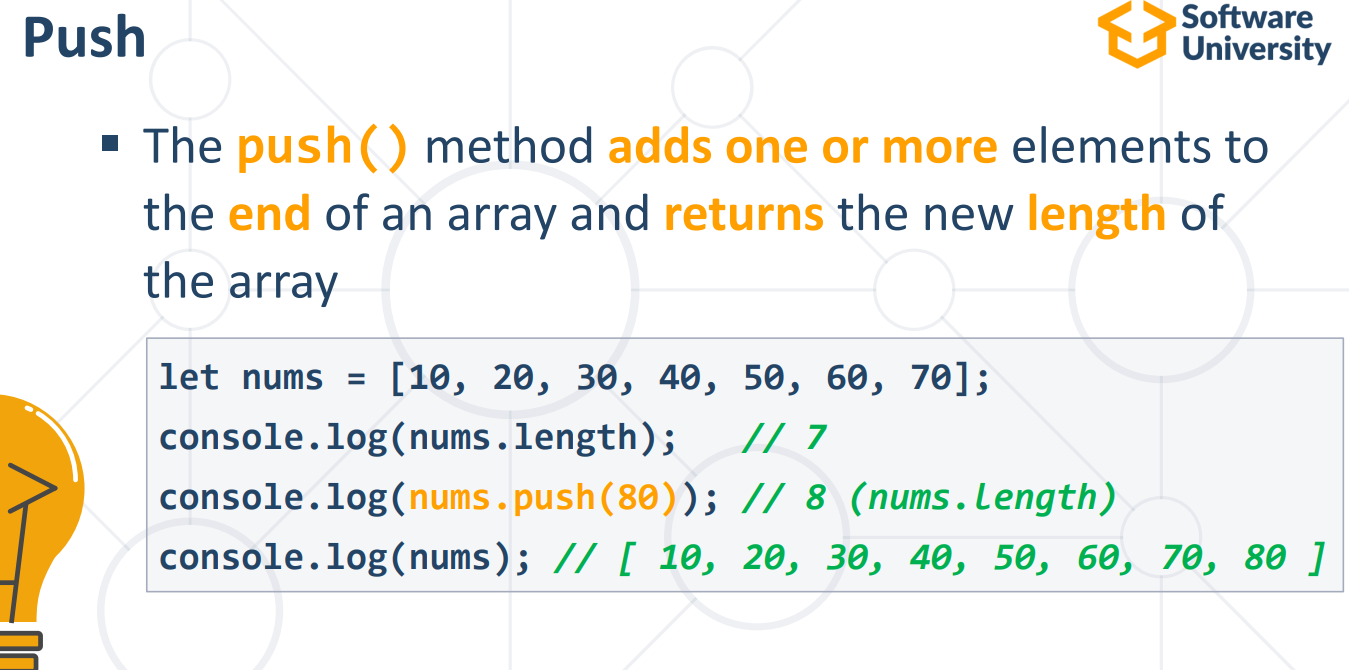 Push
Software
University
▪ The push() method adds one or more elements to
the end of an array and returns the new length of
the array
let nums = [10, 20, 30, 40, 50, 60, 70];
console.log(nums.length);   // 7
console.log(nums.push(80)); // 8 (nums.length)
console.log(nums); // [ 10, 20, 30, 40, 50, 60, 70, 80 ]